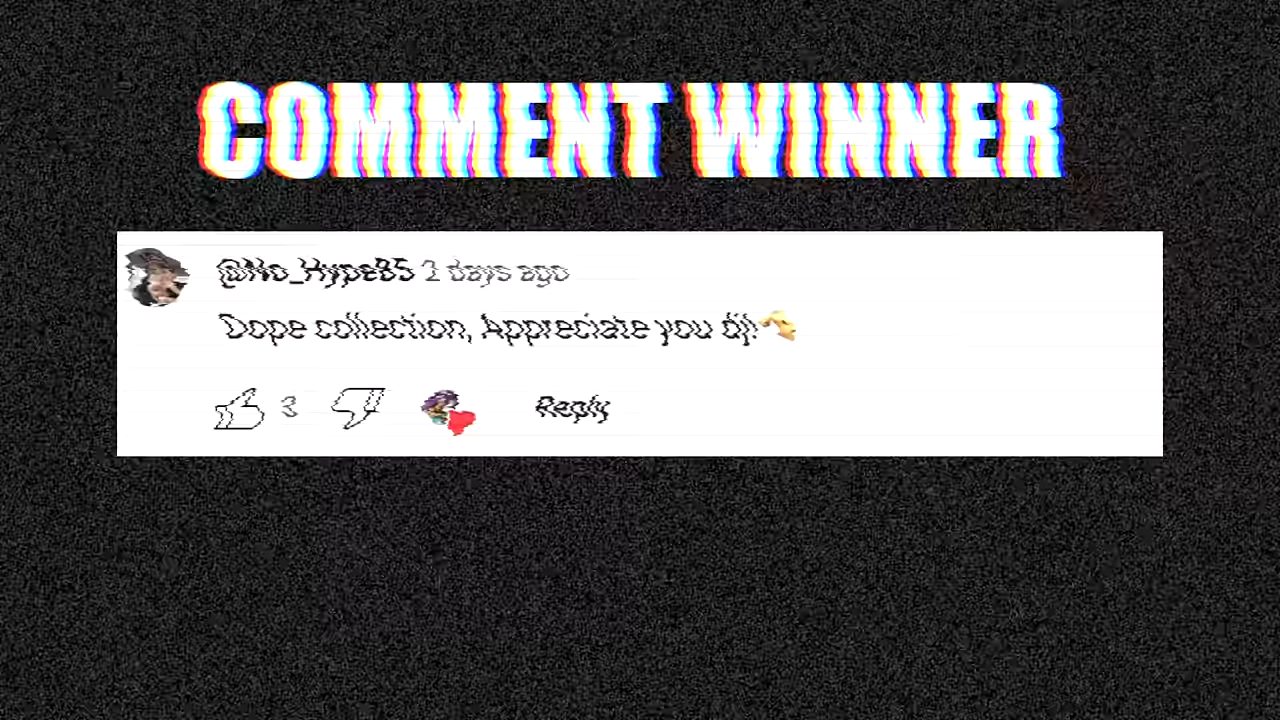 COMMENT WINNER
@No_Hype85 2 days ago
Dope collection, Appreciate you dj!
3 Reply